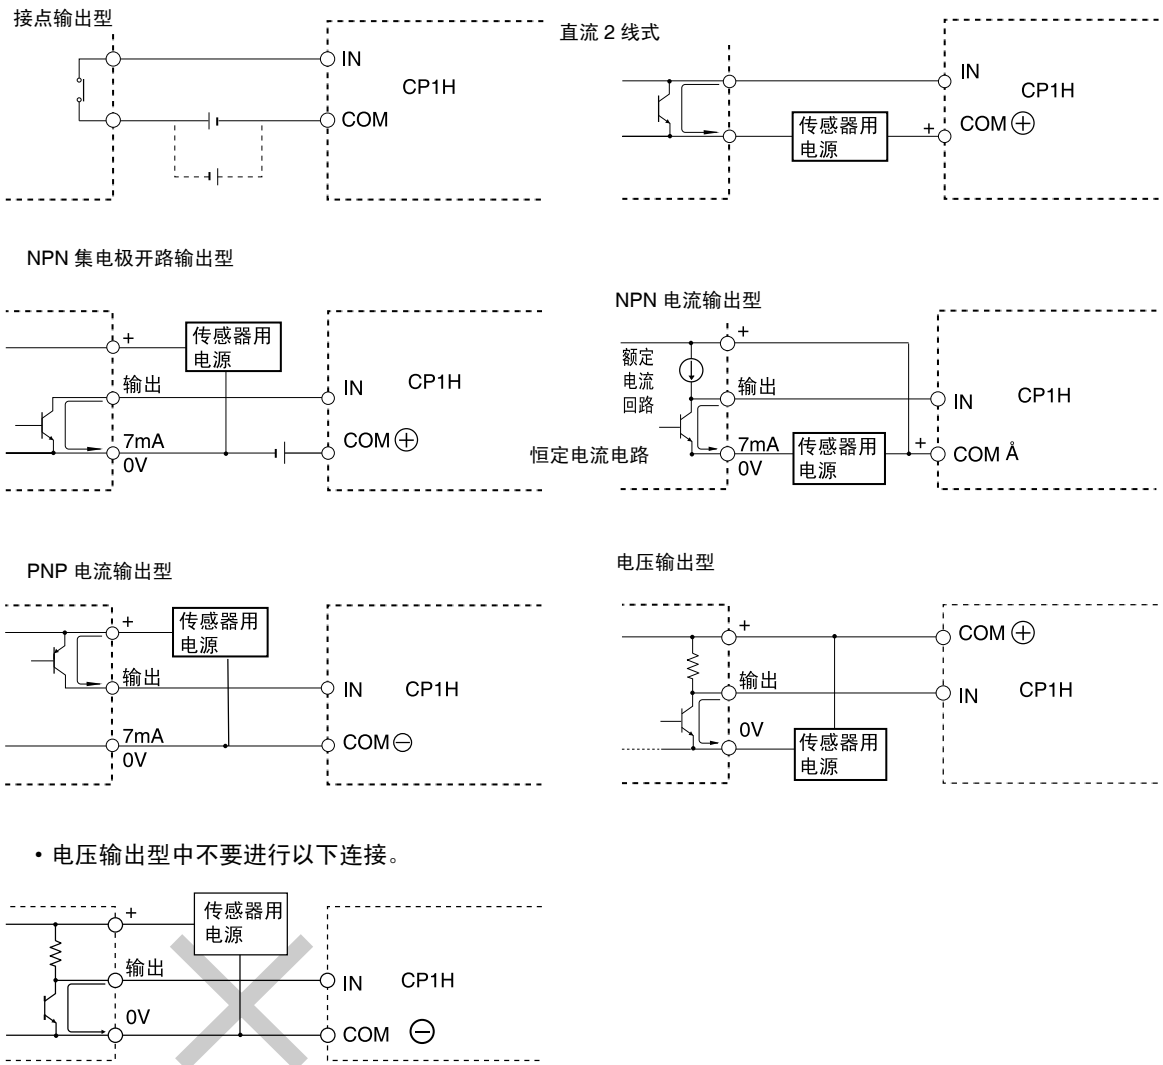 接点输出型
IN
CP1H
COM
直流 2 线式
IN
CP1H
COM ⊕
传感器用
电源
+
NPN 集电极开路输出型
+
传感器用
电源
输出
IN
CP1H
7mA
0V
COM ⊕
NPN 电流输出型
+
额定
电流
回路
输出
IN
CP1H
恒定电流电路
7mA
0V
传感器用
电源
+
COM Å
PNP 电流输出型
+
传感器用
电源
输出
IN
CP1H
7mA
0V
COM ⊖
电压输出型
+
COM ⊕
输出
IN
CP1H
0V
传感器用
电源
• 电压输出型中不要进行以下连接。
+
传感器用
电源
输出
IN
CP1H
0V
COM ⊖